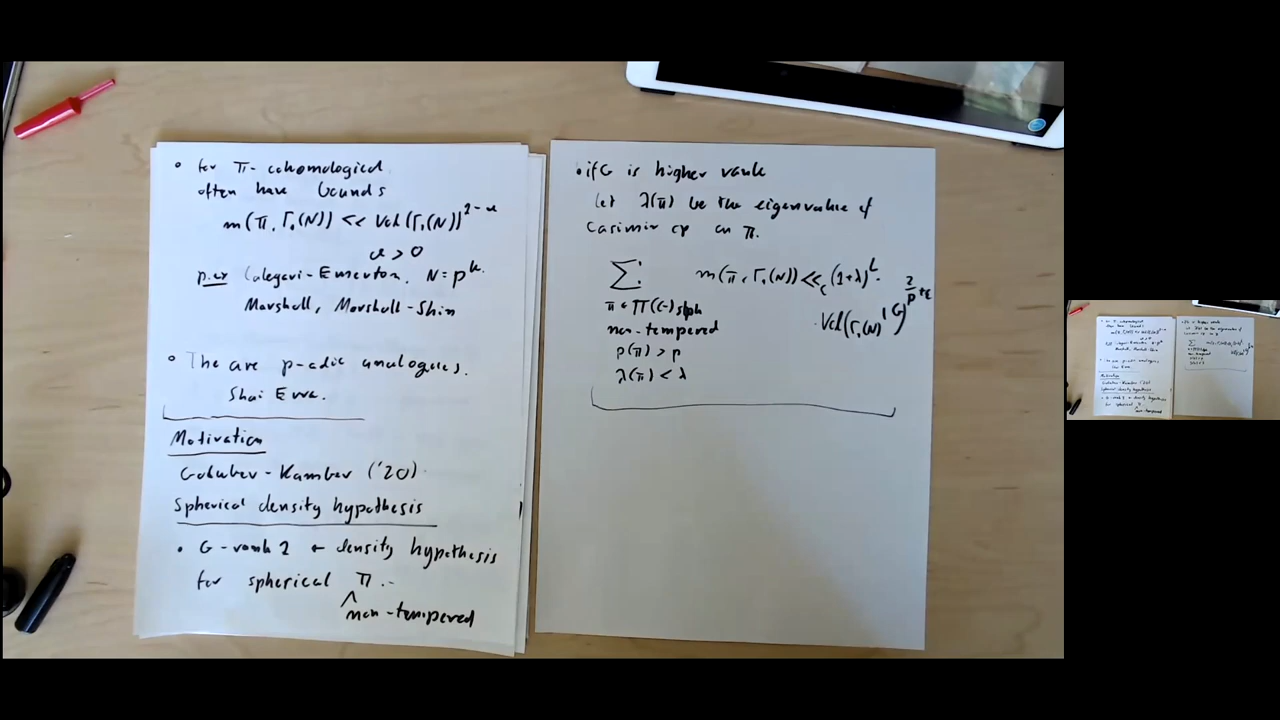 • for π-cohomological
often have bounds
m(π, Γ₁(N)) << Vol(Γ₁(N))^{2-α}
α > 0
p-ex Calegari-Emerton, N = p^k.
Marshall, Marshall-Shin
• The are p-adic analogues.
Shai Evra.
Motivation
Golubev-Kamber ('20).
Spherical density hypothesis
• G-rank 2 ← density hypothesis
for spherical π.
^ non-tempered
• if G is higher rank
Let λ(π) be the eigenvalue of
Casimir op on π.
∑ m(π, Γ₁(N)) <<_ε (1+λ)^L ·
π ∈ Π(G) sph · Vol(Γ₁(N)\G)^{2/p+ε}
non-tempered
p(π) > p
λ(π) < λ